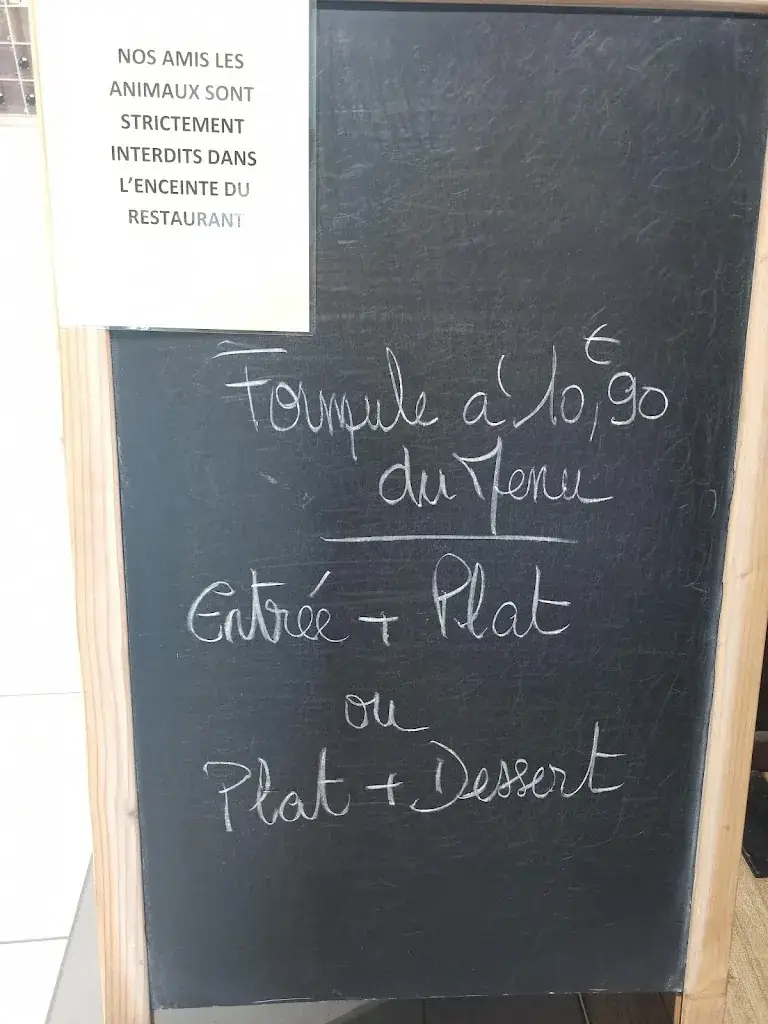 NOS AMIS LES
ANIMAUX SONT
STRICTEMENT
INTERDITS DANS
L'ENCEINTE DU
RESTAURANT
Formule à 10,90€
du Menu
Entrée + Plat
ou
Plat + Dessert